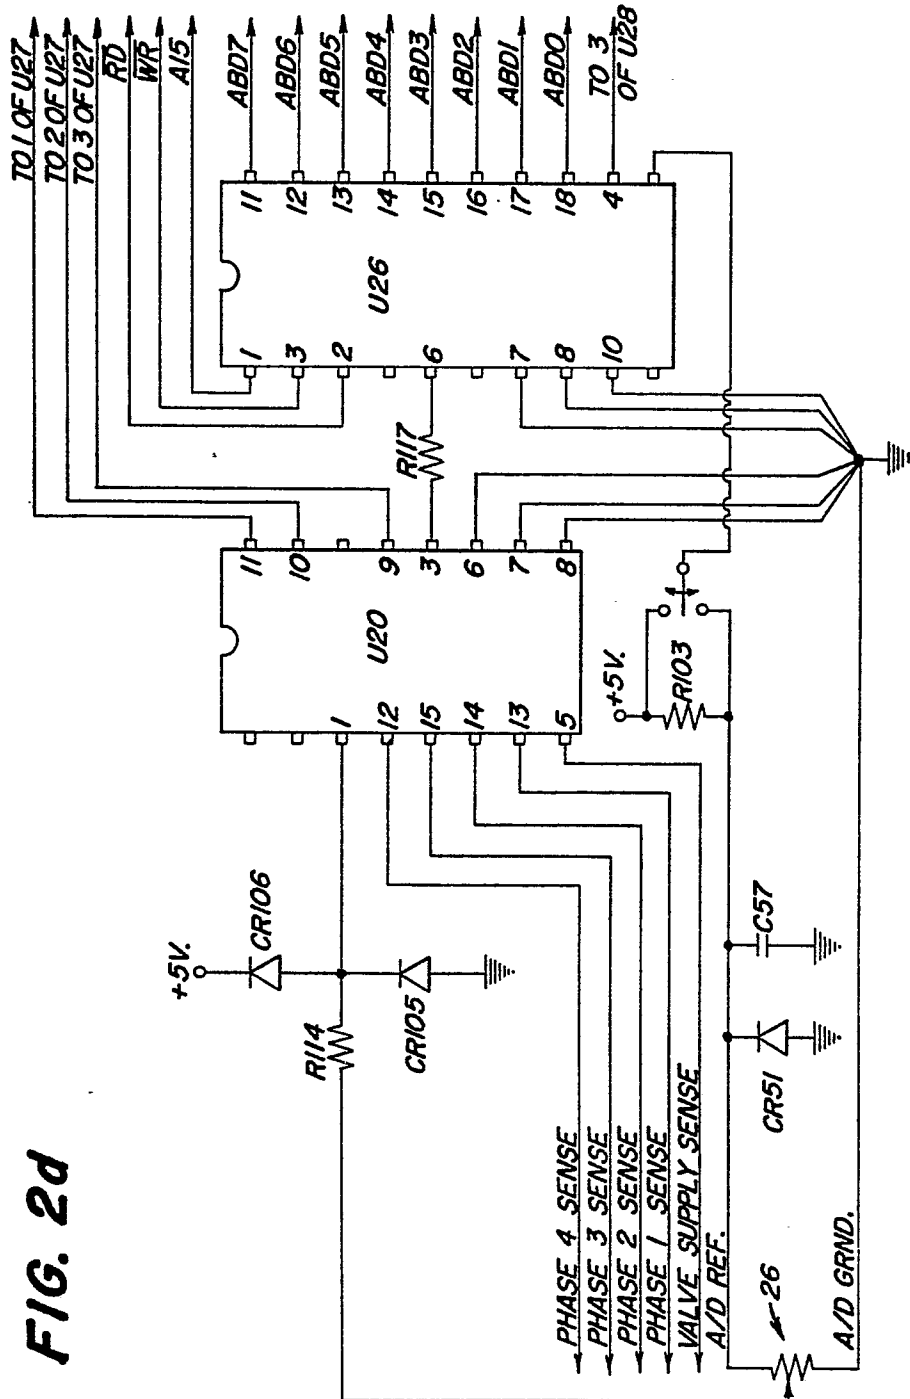 TO 1 OF U27
TO 2 OF U27
TO 3 OF U27
RD
WR
A15
ABD7
ABD6
ABD5
ABD4
ABD3
ABD2
ABD1
ABD0
TO 3
OF U28
11
12
13
14
15
16
17
18
4
U26
1
3
2
6
7
8
10
R117
11
10
9
3
6
7
8
U20
1
12
15
14
13
5
+5V.
R103
+5V.
CR106
CR105
R114
C57
CR51
PHASE 4 SENSE
PHASE 3 SENSE
PHASE 2 SENSE
PHASE 1 SENSE
VALVE SUPPLY SENSE
A/D REF.
26
A/D GRND.
FIG. 2d